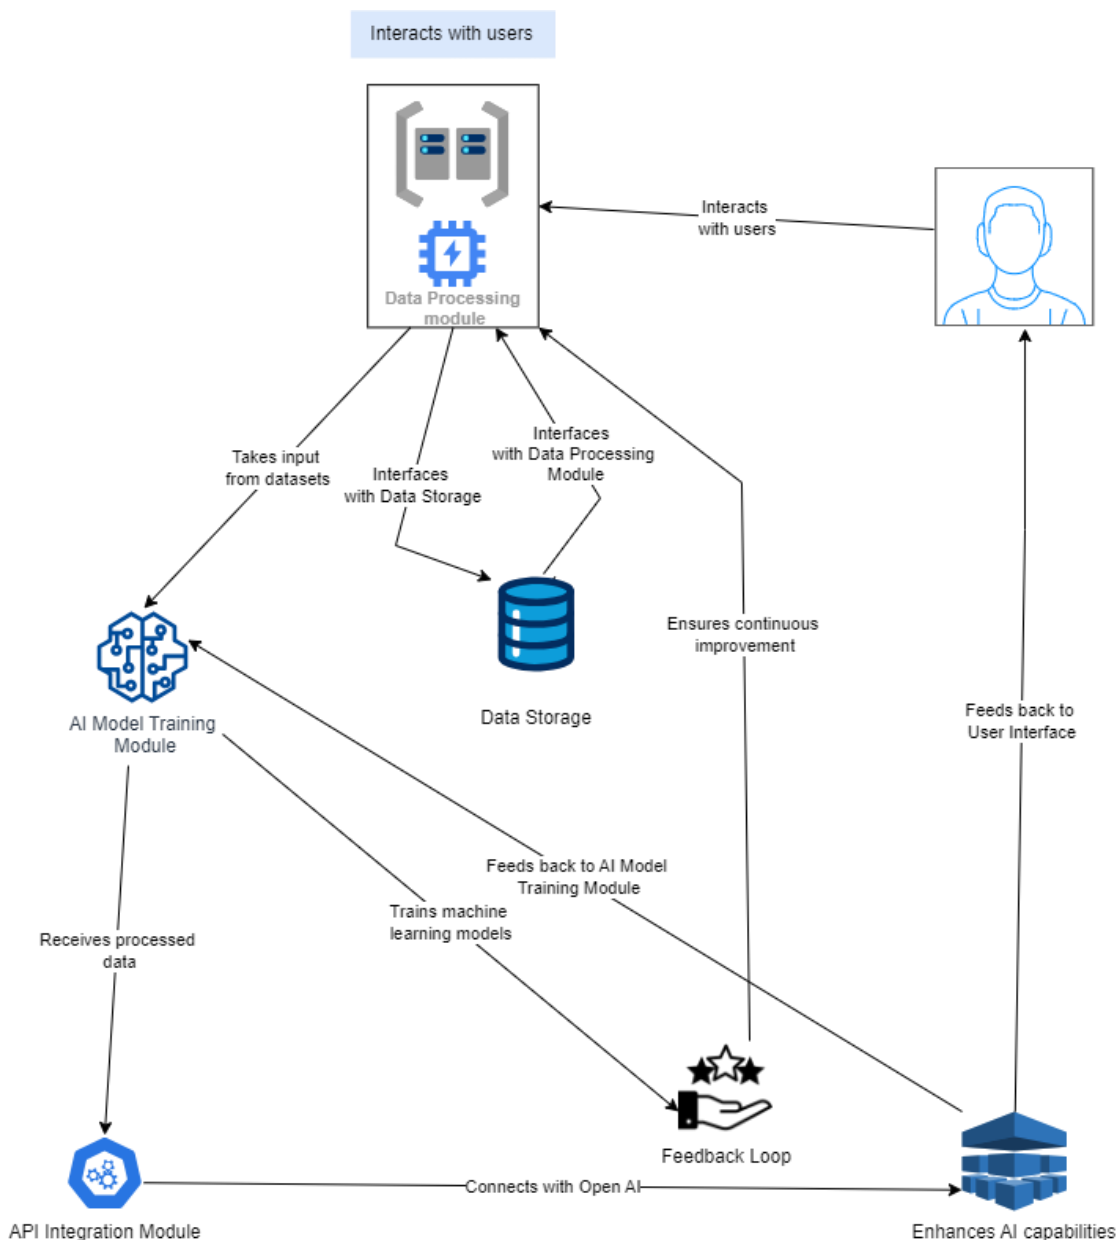 Interacts with users
Data Processing
module
Interacts
with users
Takes input
from datasets
Interfaces
with Data Storage
Interfaces
with Data Processing
Module
Ensures continuous
improvement
Feeds back to
User Interface
AI Model Training
Module
Data Storage
Feeds back to AI Model
Training Module
Trains machine
learning models
Receives processed
data
Feedback Loop
Connects with Open AI
API Integration Module
Enhances AI capabilities